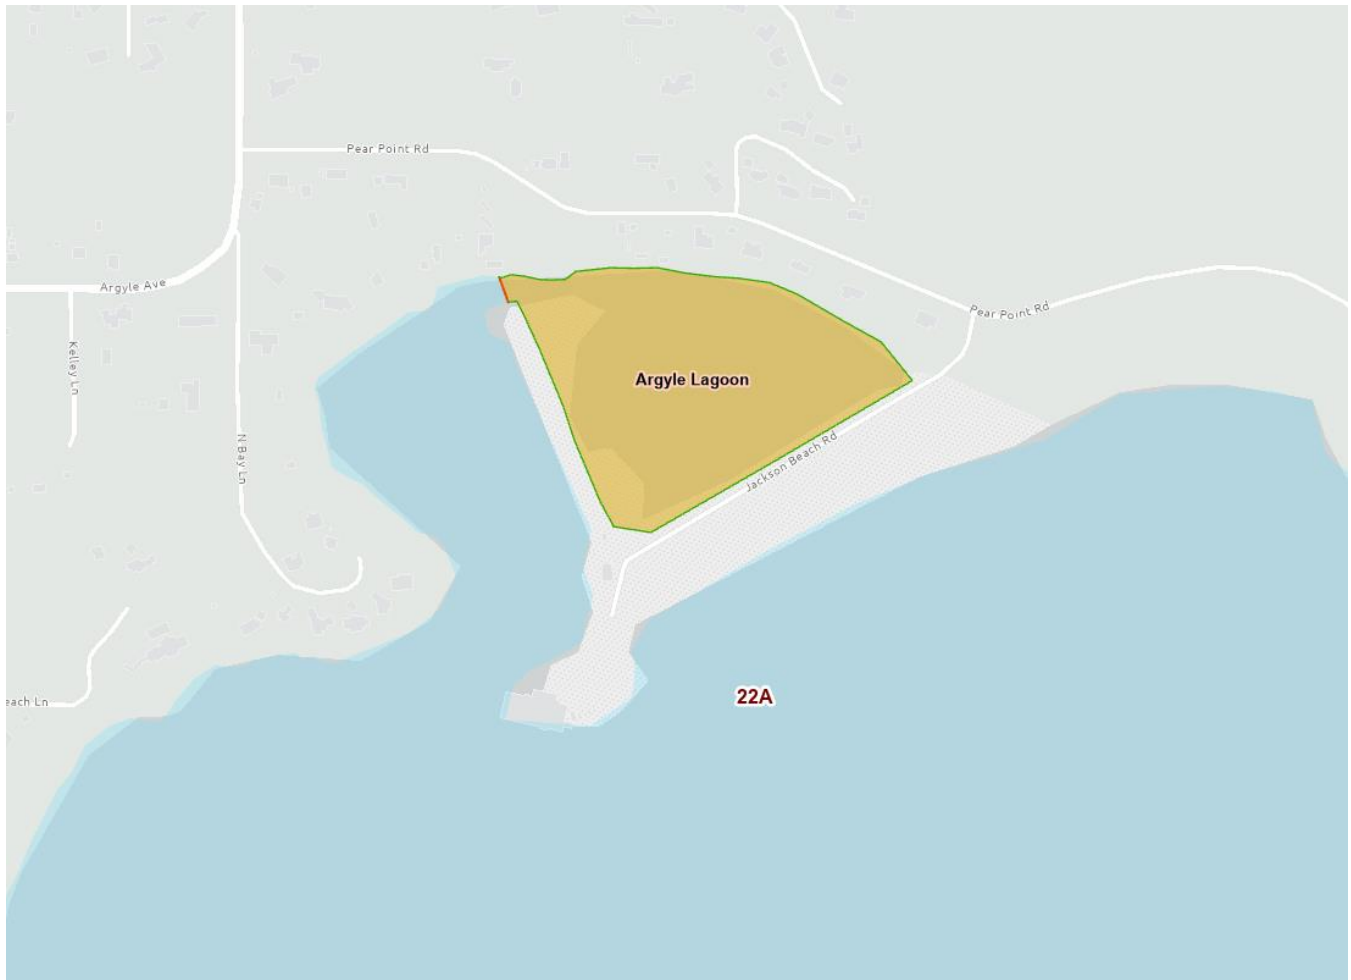 Pear Point Rd
Argyle Ave
Pear Point Rd
Kelley Ln
Argyle Lagoon
N Bay Ln
Jackson Beach Rd
each Ln
22A